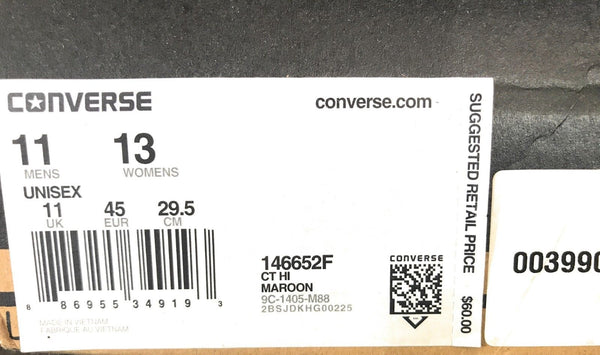 CONVERSE
converse.com
11 13
MENS WOMENS
UNISEX
11 45 29.5
UK EUR CM
8 86955 34919 3
MADE IN VIETNAM
FABRIQUE AU VIETNAM
146652F
CT HI
MAROON
9C-1405-M88
2BSJDKHG00225
CONVERSE
SUGGESTED RETAIL PRICE $60.00
00399